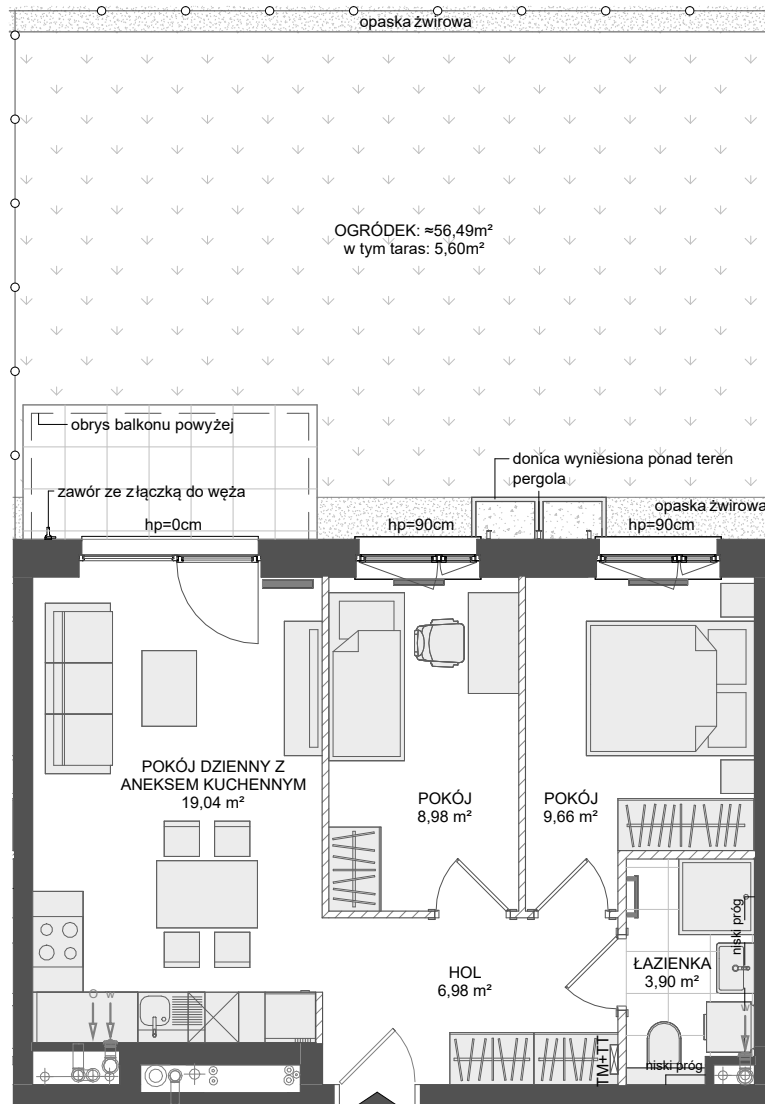 opaska żwirowa
OGRÓDEK: ≈56,49m²
w tym taras: 5,60m²
obrys balkonu powyżej
donica wyniesiona ponad teren
pergola
zawór ze złączką do węża
opaska żwirowa
hp=0cm
hp=90cm
hp=90cm
POKÓJ DZIENNY Z
ANEKSEM KUCHENNYM
19,04 m²
POKÓJ
8,98 m²
POKÓJ
9,66 m²
niski próg
HOL
6,98 m²
ŁAZIENKA
3,90 m²
TM+TT
niski próg